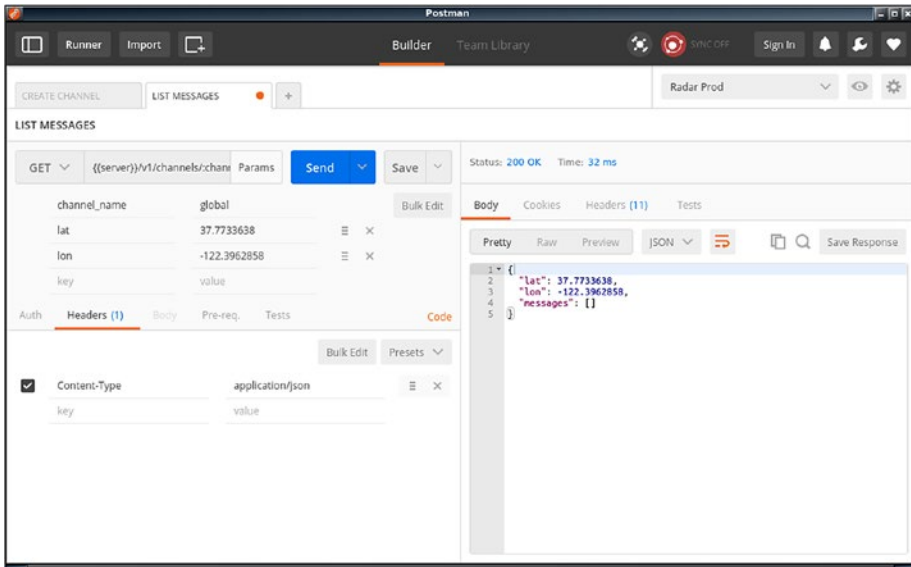 Postman
Runner Import Builder Team Library SYNC OFF Sign In
CREATE CHANNEL LIST MESSAGES + Radar Prod
LIST MESSAGES
GET {{server}}/v1/channels/:chann Params Send Save
channel_name global Bulk Edit
lat 37.7733638
lon -122.3962858
key value
Auth Headers (1) Body Pre-req. Tests Code
Bulk Edit Presets
Content-Type application/json
key value
Status: 200 OK Time: 32 ms
Body Cookies Headers (11) Tests
Pretty Raw Preview JSON Save Response
1 {
2 "lat": 37.7733638,
3 "lon": -122.3962858,
4 "messages": []
5 }